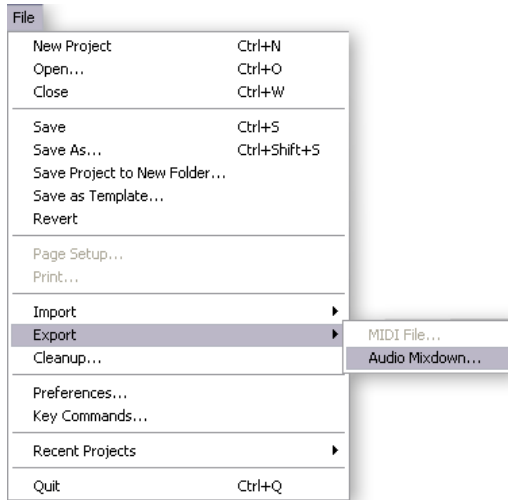 File
New Project Ctrl+N
Open... Ctrl+O
Close Ctrl+W
Save Ctrl+S
Save As... Ctrl+Shift+S
Save Project to New Folder...
Save as Template...
Revert
Page Setup...
Print...
Import
Export
MIDI File...
Cleanup...
Audio Mixdown...
Preferences...
Key Commands...
Recent Projects
Quit Ctrl+Q